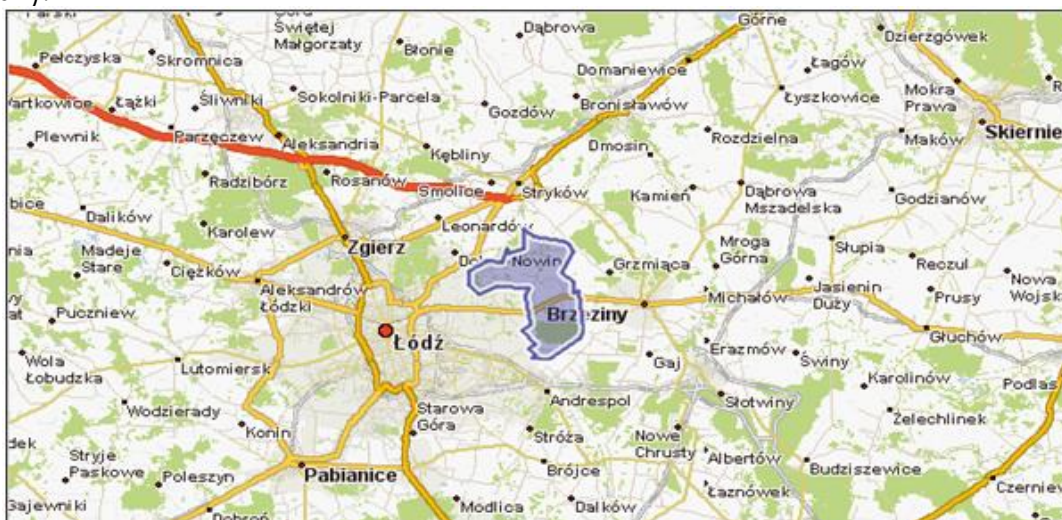 Świętej
Małgorzaty
Dąbrowa
Górne
Dzierzgówek
Pełczyska
Skromnica
Błonie
Domaniewice
Łagów
Sokolniki-Parcela
Łyszkowice
Mokra
Prawa
Łążki
Śliwniki
Gozdów
Bronisławów
Plewnik
Parzęczew
Aleksandria
Rozdzielna
Maków
Skiernie
Kębliny
Dmosin
Radzibórz
Rosanów
Smolice
Stryków
Kamień
Dąbrowa
Mszadelska
Godzianów
Dalików
Karolew
Leonardów
Zgierz
Madeje
Stare
Ciężków
Nowin
Grzmiąca
Mroga
Górna
Słupia
Reczul
Nowa
Wojsk
Aleksandrów
Łódzki
Michałów
Jasienin
Duży
Prusy
Puczniew
Brzeziny
Łódź
Głuchów
Wola
Łobudzka
Lutomiersk
Gaj
Erazmów
Świny
Karolinów
Podlas
Wodzierady
Andrespol
Słotwiny
Starowa
Góra
Żelechlinek
Konin
Stróża
Nowe
Chrusty
Stryje
Paskowe
Poleszyn
Pabianice
Brójce
Albertów
Budziszewice
Łaznówek
Czerniew
Gajewniki
Dobroń
Modlica
Dalków